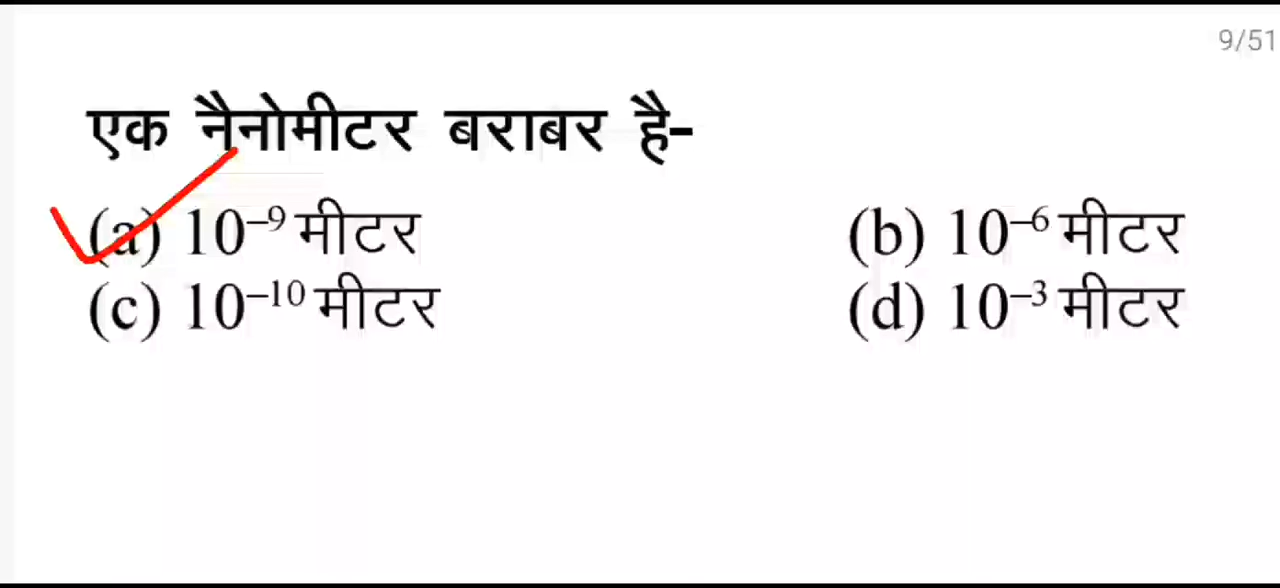 9/51
एक नैनोमीटर बराबर है-
(a) 10⁻⁹ मीटर (b) 10⁻⁶ मीटर
(c) 10⁻¹⁰ मीटर (d) 10⁻³ मीटर